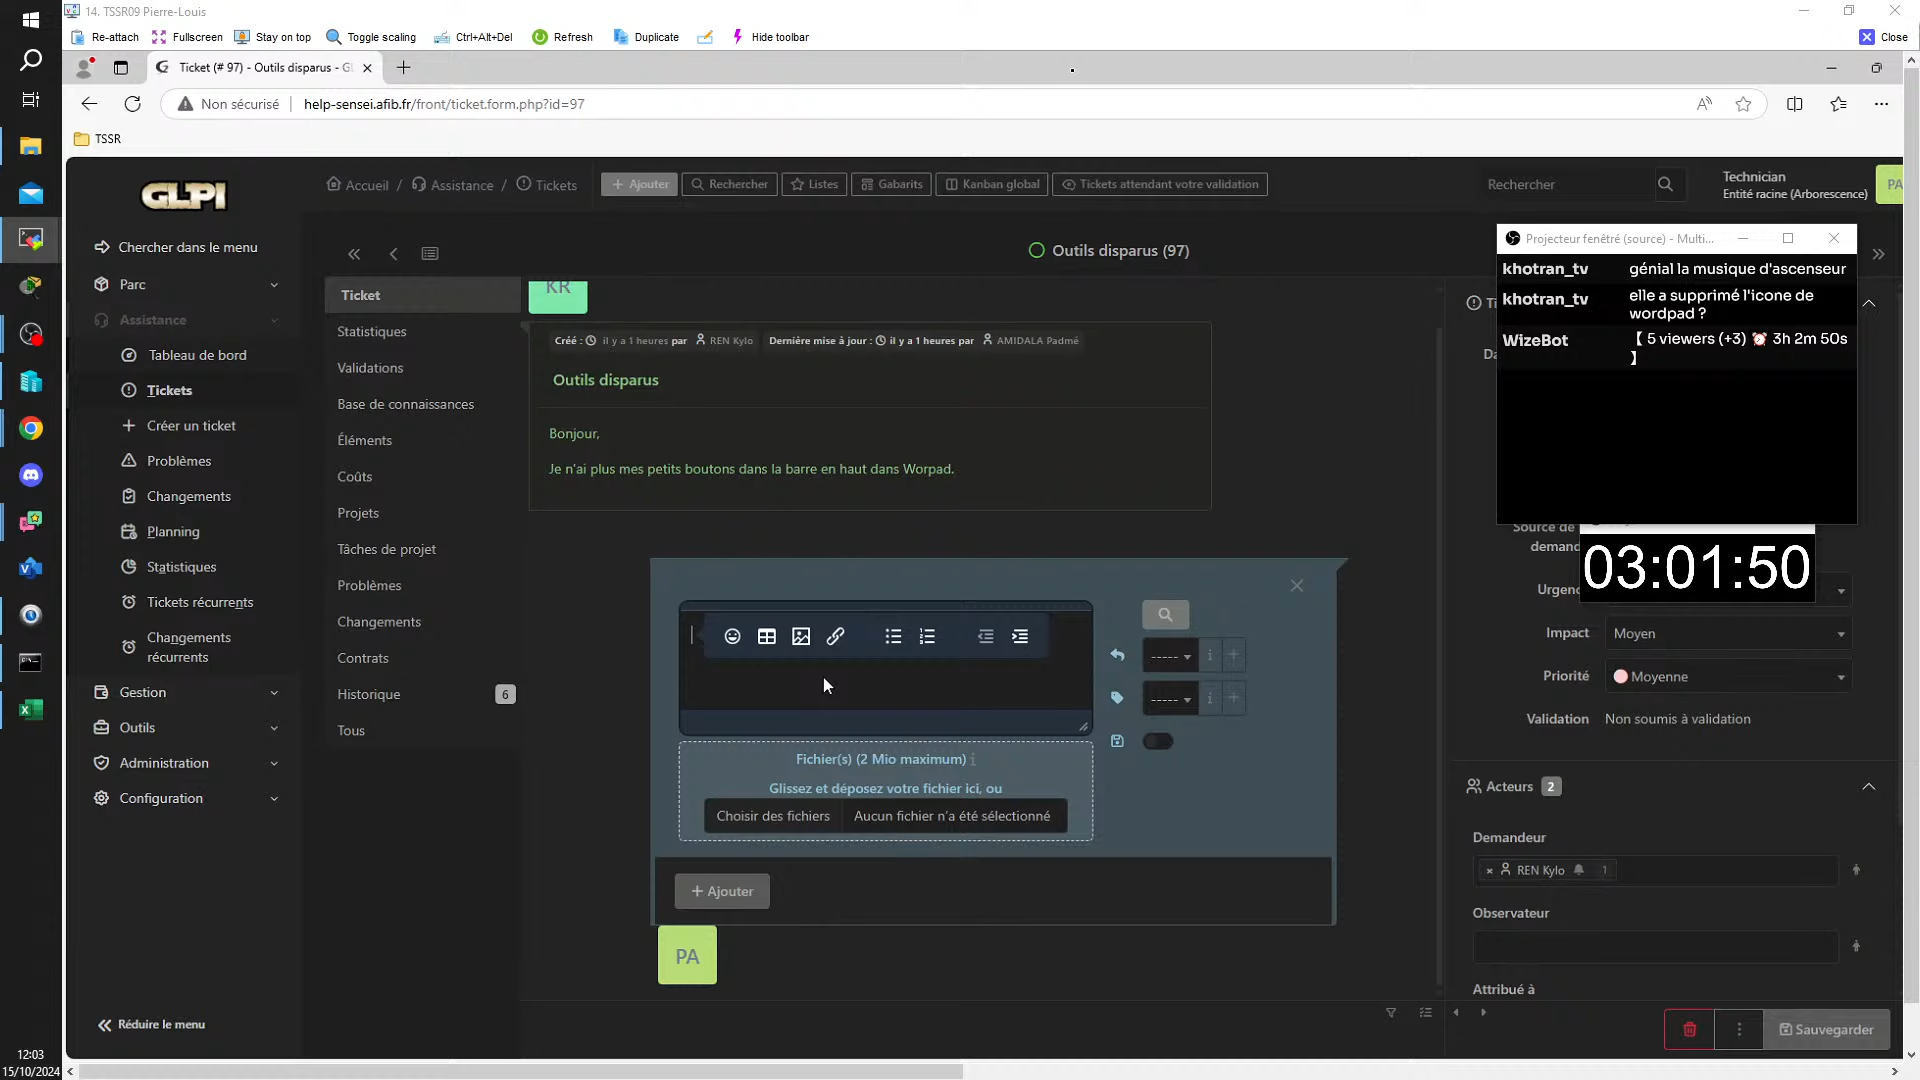 14. TSSR09 Pierre-Louis
Re-attach Fullscreen Stay on top Toggle scaling Ctrl+Alt+Del Refresh Duplicate Hide toolbar Close
Ticket (# 97) - Outils disparus - GL
Non sécurisé help-sensei.afib.fr/front/ticket.form.php?id=97
TSSR
GLPI
Accueil / Assistance / Tickets
+ Ajouter Rechercher Listes Gabarits Kanban global Tickets attendant votre validation
Rechercher
Technician
Entité racine (Arborescence)
PA
Chercher dans le menu
Parc
Assistance
Tableau de bord
Tickets
Créer un ticket
Problèmes
Changements
Planning
Statistiques
Tickets récurrents
Changements
récurrents
Gestion
Outils
Administration
Configuration
Réduire le menu
Outils disparus (97)
Ticket
Statistiques
Validations
Base de connaissances
Éléments
Coûts
Projets
Tâches de projet
Problèmes
Changements
Contrats
Historique 6
Tous
KR
Créé : il y a 1 heures par REN Kylo Dernière mise à jour : il y a 1 heures par AMIDALA Padmé
Outils disparus
Bonjour,
Je n'ai plus mes petits boutons dans la barre en haut dans Worpad.
Fichier(s) (2 Mio maximum)
Glissez et déposez votre fichier ici, ou
Choisir des fichiers Aucun fichier n'a été sélectionné
-----
-----
+ Ajouter
PA
Projecteur fenêtré (source) - Multi...
khotran_tv génial la musique d'ascenseur
khotran_tv elle a supprimé l'icone de
wordpad ?
WizeBot 【 5 viewers (+3) ⏰ 3h 2m 50s
】
Source de
demand
03:01:50
Urgenc
Impact Moyen
Priorité Moyenne
Validation Non soumis à validation
Acteurs 2
Demandeur
× REN Kylo 1
Observateur
Attribué à
Sauvegarder
12:03
15/10/2024